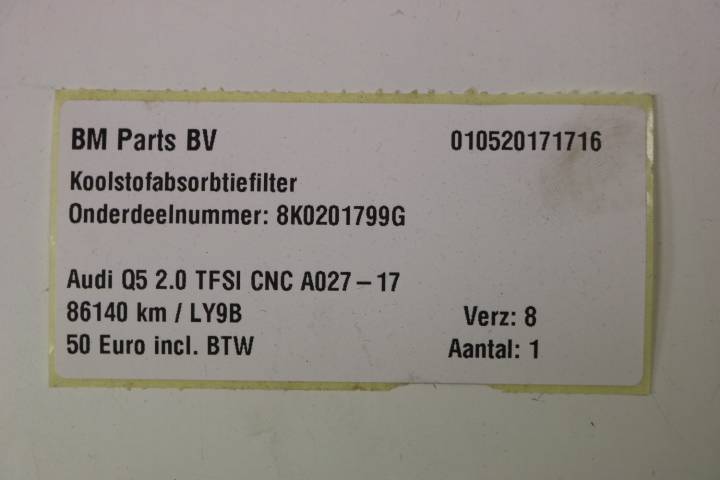 BM Parts BV 010520171716
Koolstofabsorbtiefilter
Onderdeelnummer: 8K0201799G
Audi Q5 2.0 TFSI CNC A027 – 17
86140 km / LY9B Verz: 8
50 Euro incl. BTW Aantal: 1